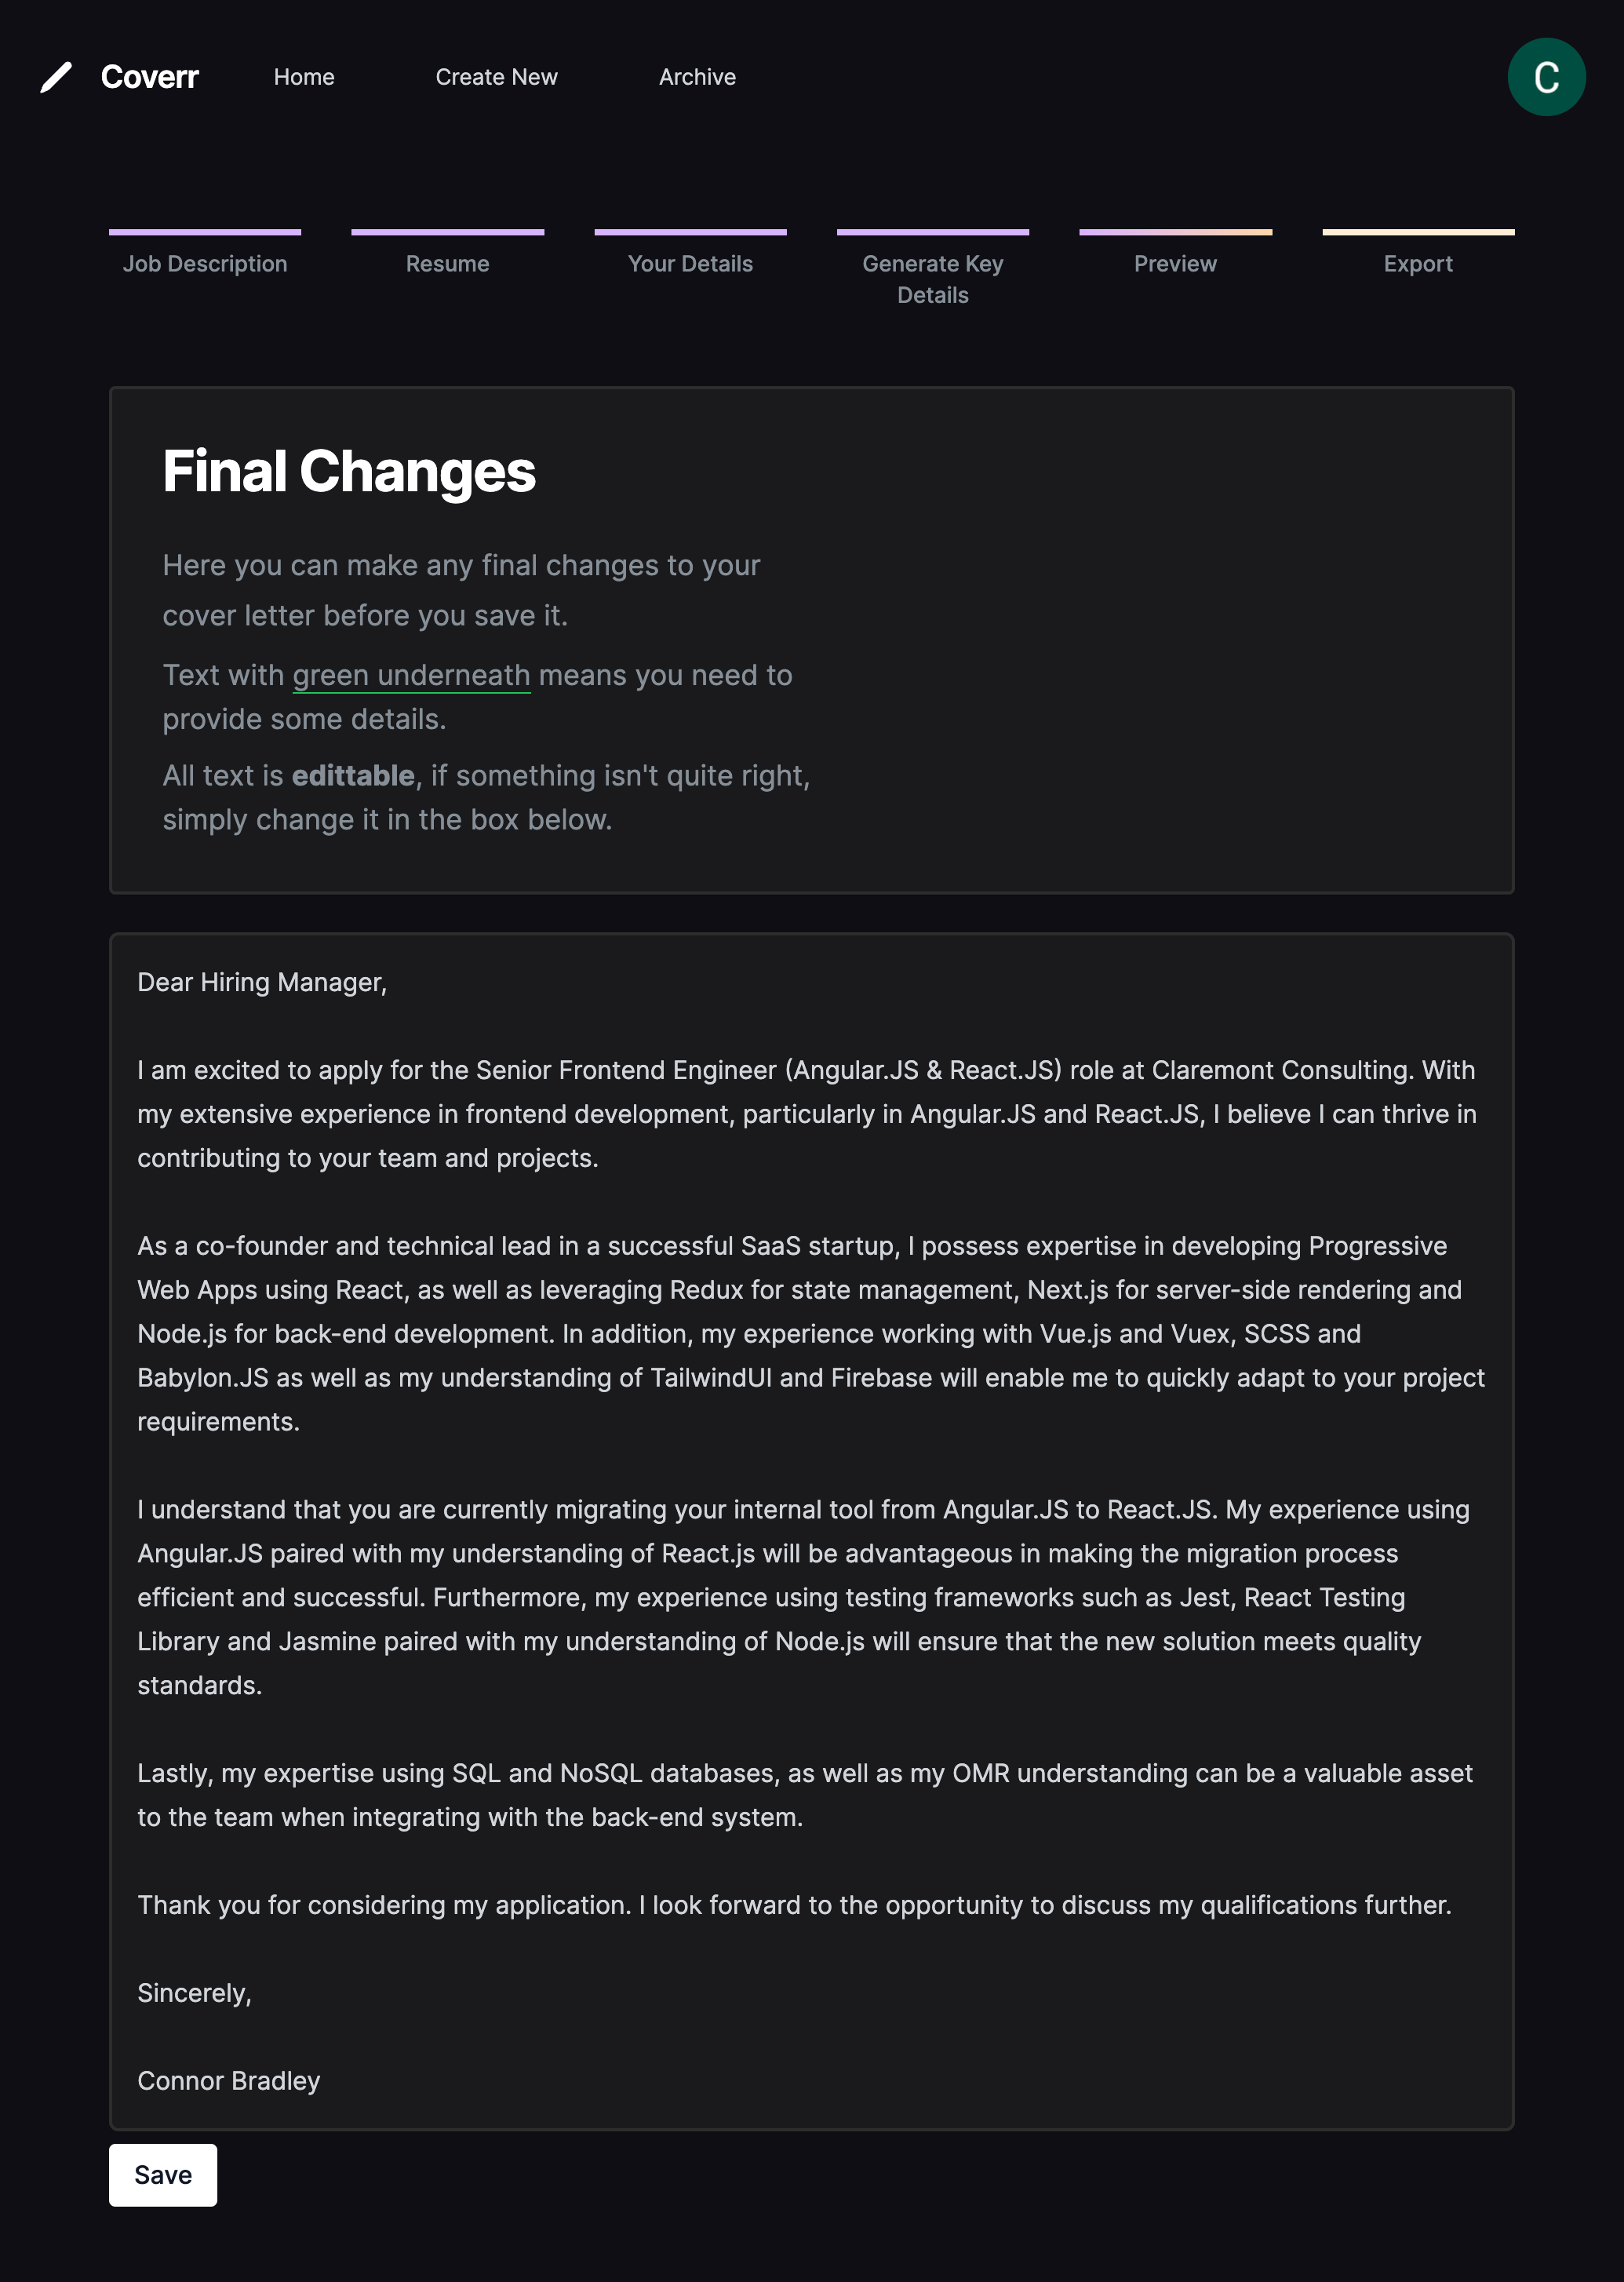 Coverr
Home
Create New
Archive
C
Job Description
Resume
Your Details
Generate Key
Details
Preview
Export
Final Changes
Here you can make any final changes to your
cover letter before you save it.
Text with green underneath means you need to
provide some details.
All text is edittable, if something isn't quite right,
simply change it in the box below.
Dear Hiring Manager,
I am excited to apply for the Senior Frontend Engineer (Angular.JS & React.JS) role at Claremont Consulting. With
my extensive experience in frontend development, particularly in Angular.JS and React.JS, I believe I can thrive in
contributing to your team and projects.
As a co-founder and technical lead in a successful SaaS startup, I possess expertise in developing Progressive
Web Apps using React, as well as leveraging Redux for state management, Next.js for server-side rendering and
Node.js for back-end development. In addition, my experience working with Vue.js and Vuex, SCSS and
Babylon.JS as well as my understanding of TailwindUI and Firebase will enable me to quickly adapt to your project
requirements.
I understand that you are currently migrating your internal tool from Angular.JS to React.JS. My experience using
Angular.JS paired with my understanding of React.js will be advantageous in making the migration process
efficient and successful. Furthermore, my experience using testing frameworks such as Jest, React Testing
Library and Jasmine paired with my understanding of Node.js will ensure that the new solution meets quality
standards.
Lastly, my expertise using SQL and NoSQL databases, as well as my OMR understanding can be a valuable asset
to the team when integrating with the back-end system.
Thank you for considering my application. I look forward to the opportunity to discuss my qualifications further.
Sincerely,
Connor Bradley
Save